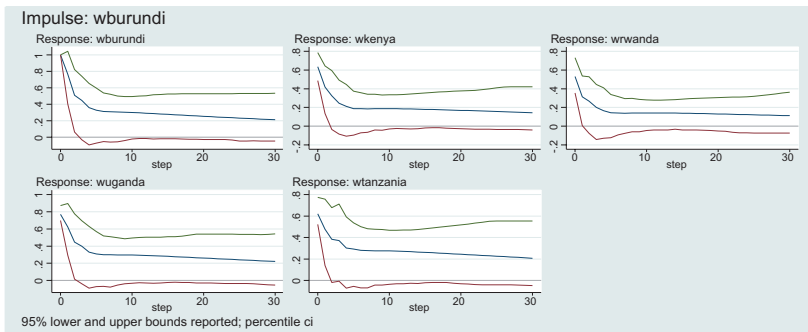 Impulse: wburundi
Response: wburundi
1
.8
.6
.4
.2
0
0 10 20 30
step
Response: wkenya
.8
.6
.4
.2
0
-.2
0 10 20 30
step
Response: wrwanda
.8
.6
.4
.2
0
-.2
0 10 20 30
step
Response: wuganda
1
.8
.6
.4
.2
0
0 10 20 30
step
Response: wtanzania
.8
.6
.4
.2
0
0 10 20 30
step
95% lower and upper bounds reported; percentile ci